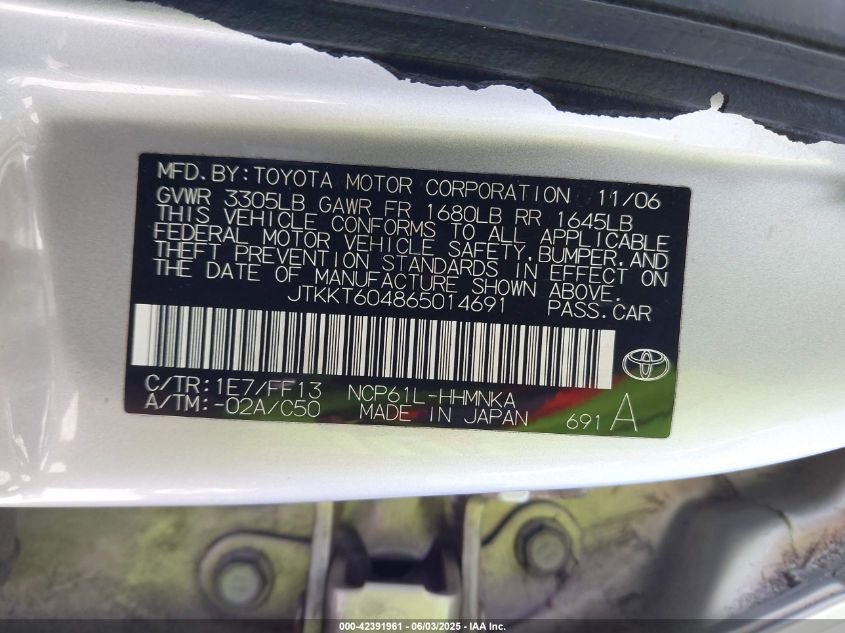 MFD. BY: TOYOTA MOTOR CORPORATION 11/06
GVWR 3305LB GAWR FR 1680LB RR 1645LB
THIS VEHICLE CONFORMS TO ALL APPLICABLE
FEDERAL MOTOR VEHICLE SAFETY, BUMPER, AND
THEFT PREVENTION STANDARDS IN EFFECT ON
THE DATE OF MANUFACTURE SHOWN ABOVE.
JTKKT604865014691 PASS. CAR
C/TR: 1E7/FF13 NCP61L-HHMNKA
A/TM: -02A/C50 MADE IN JAPAN 691 A
000-42391961 - 06/03/2025 - IAA Inc.